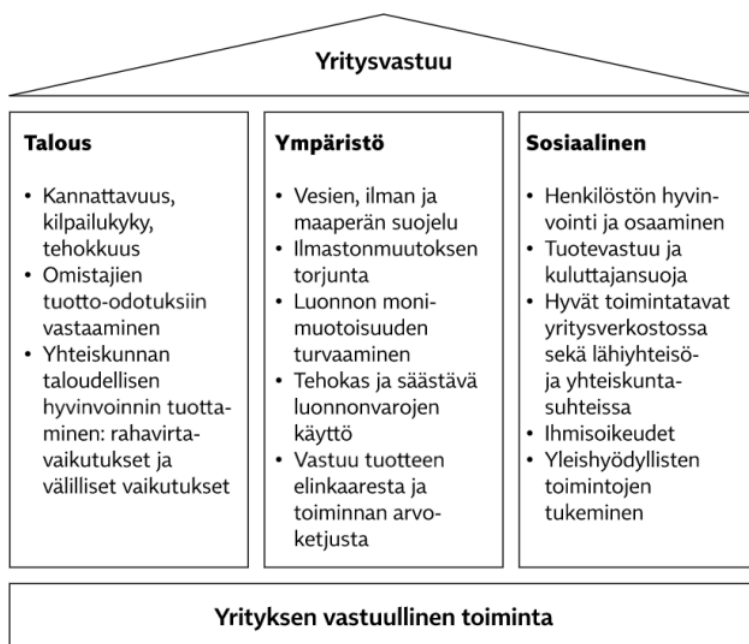 Yritysvastuu
Talous
• Kannattavuus,
kilpailukyky,
tehokkuus
• Omistajien
tuotto-odotuksiin
vastaaminen
• Yhteiskunnan
taloudellisen
hyvinvoinnin tuotta-
minen: rahavirta-
vaikutukset ja
välilliset vaikutukset
Ympäristö
• Vesien, ilman ja
maaperän suojelu
• Ilmastonmuutoksen
torjunta
• Luonnon moni-
muotoisuuden
turvaaminen
• Tehokas ja säästävä
luonnonvarojen
käyttö
• Vastuu tuotteen
elinkaaresta ja
toiminnan arvo-
ketjusta
Sosiaalinen
• Henkilöstön hyvin-
vointi ja osaaminen
• Tuotevastuu ja
kuluttajansuoja
• Hyvät toimintatavat
yritysverkostossa
sekä lähiyhteisö-
ja yhteiskunta-
suhteissa
• Ihmisoikeudet
• Yleishyödyllisten
toimintojen
tukeminen
Yrityksen vastuullinen toiminta